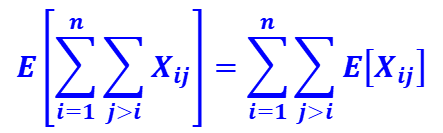 E[∑_{i=1}^{n} ∑_{j>i} X_{ij}] = ∑_{i=1}^{n} ∑_{j>i} E[X_{ij}]